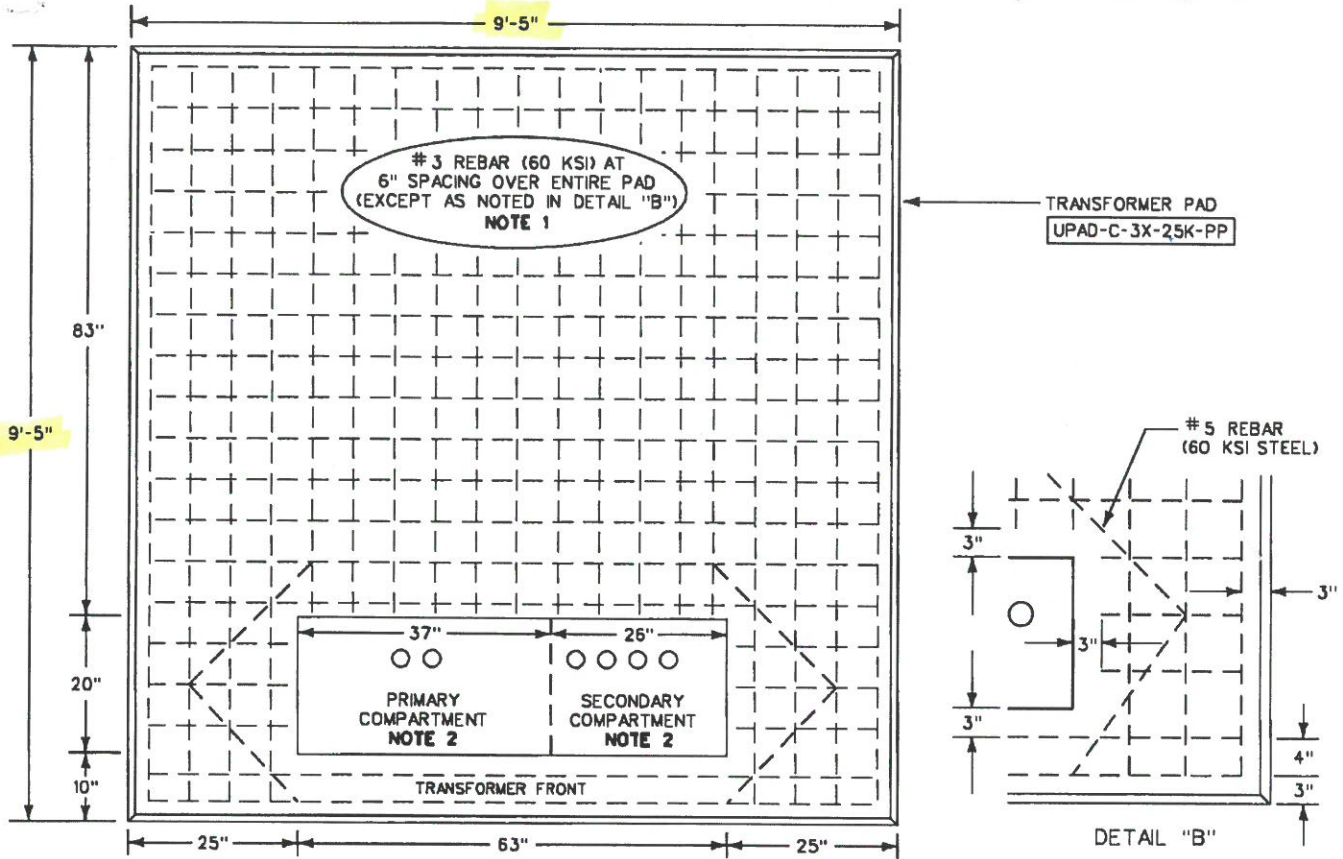 9'-5"
#3 REBAR (60 KSI) AT
6" SPACING OVER ENTIRE PAD
(EXCEPT AS NOTED IN DETAIL "B")
NOTE 1
TRANSFORMER PAD
UPAD-C-3X-2.5K-PP
83"
9'-5"
#5 REBAR
(60 KSI STEEL)
3"
3"
3"
37"
26"
20"
PRIMARY
COMPARTMENT
NOTE 2
SECONDARY
COMPARTMENT
NOTE 2
3"
4"
10"
TRANSFORMER FRONT
3"
25"
63"
25"
DETAIL "B"